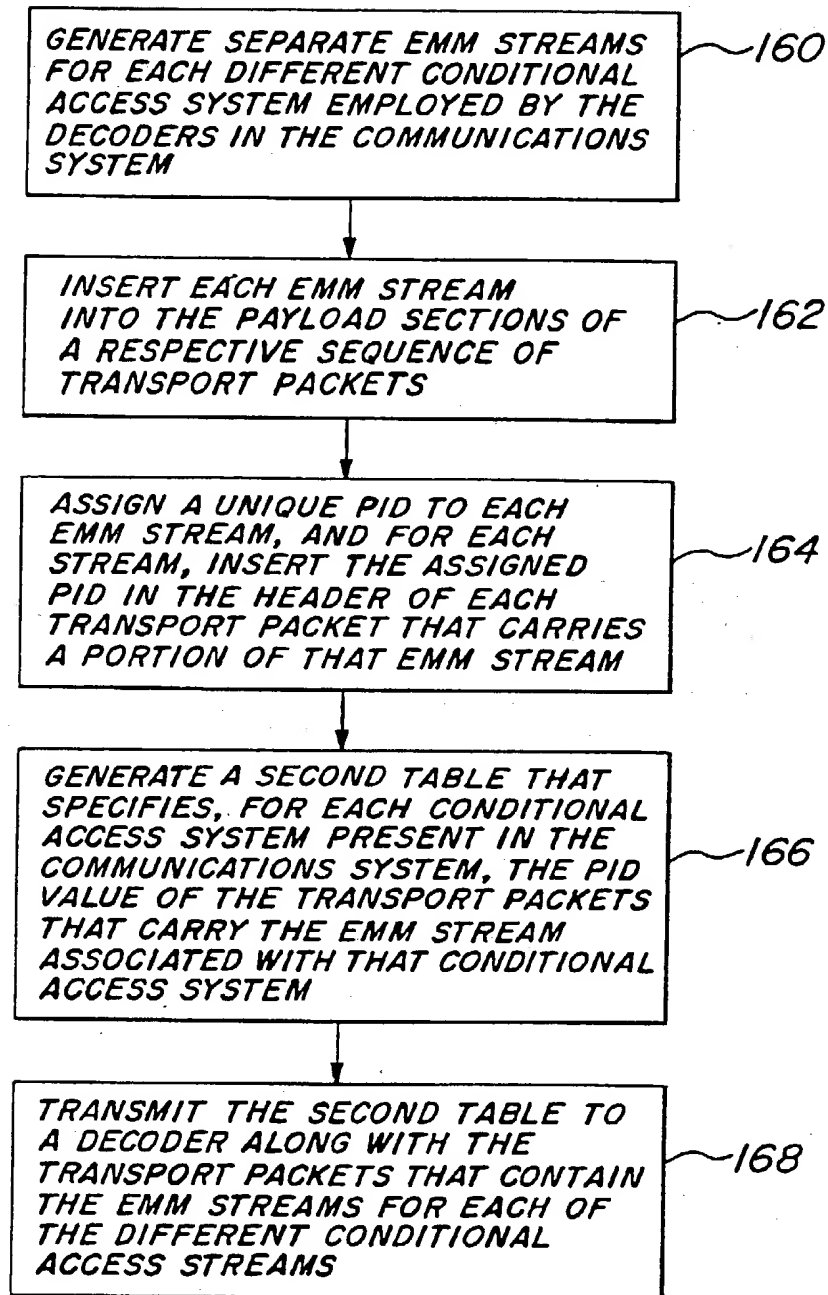 GENERATE SEPARATE EMM STREAMS
FOR EACH DIFFERENT CONDITIONAL
ACCESS SYSTEM EMPLOYED BY THE
DECODERS IN THE COMMUNICATIONS
SYSTEM
160
INSERT EACH EMM STREAM
INTO THE PAYLOAD SECTIONS OF
A RESPECTIVE SEQUENCE OF
TRANSPORT PACKETS
162
ASSIGN A UNIQUE PID TO EACH
EMM STREAM, AND FOR EACH
STREAM, INSERT THE ASSIGNED
PID IN THE HEADER OF EACH
TRANSPORT PACKET THAT CARRIES
A PORTION OF THAT EMM STREAM
164
GENERATE A SECOND TABLE THAT
SPECIFIES, FOR EACH CONDITIONAL
ACCESS SYSTEM PRESENT IN THE
COMMUNICATIONS SYSTEM, THE PID
VALUE OF THE TRANSPORT PACKETS
THAT CARRY THE EMM STREAM
ASSOCIATED WITH THAT CONDITIONAL
ACCESS SYSTEM
166
TRANSMIT THE SECOND TABLE TO
A DECODER ALONG WITH THE
TRANSPORT PACKETS THAT CONTAIN
THE EMM STREAMS FOR EACH OF
THE DIFFERENT CONDITIONAL
ACCESS STREAMS
168